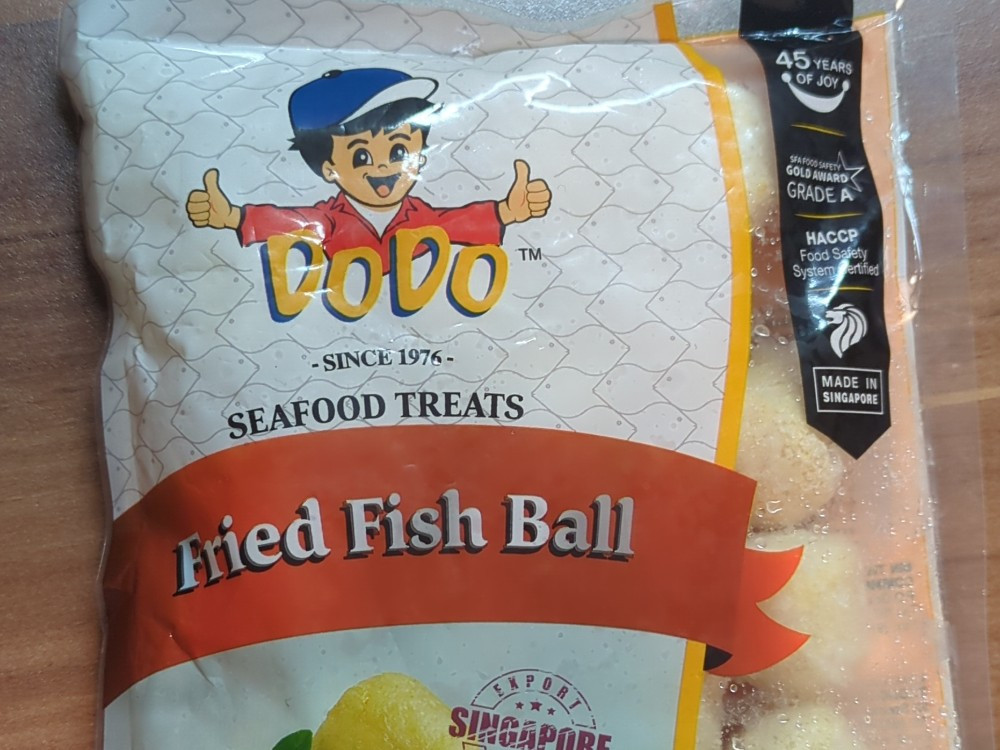 DODO TM
- SINCE 1976 -
SEAFOOD TREATS
Fried Fish Ball
EXPORT
SINGAPORE
45 YEARS
OF JOY
SFA FOOD SAFETY
GOLD AWARD
GRADE A
HACCP
Food Safety
System Certified
MADE IN
SINGAPORE